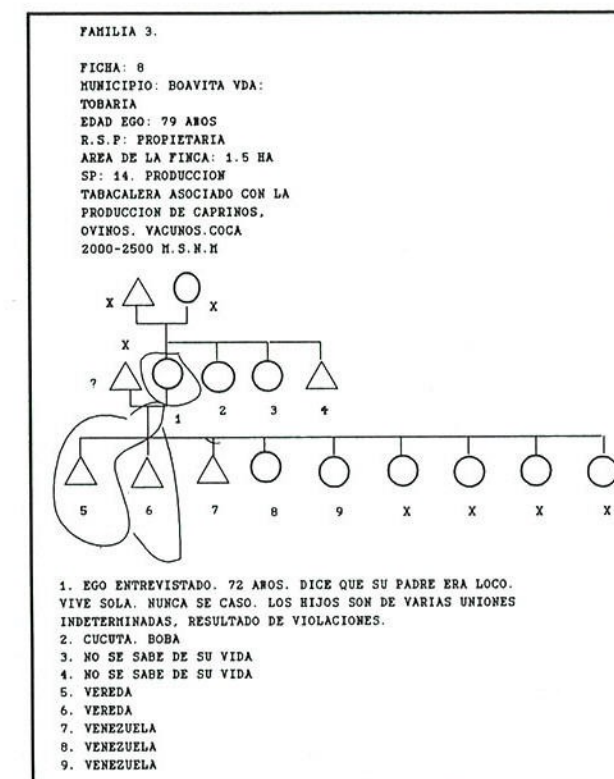 FAMILIA 3.
FICHA: 8
MUNICIPIO: BOAVITA VDA:
TOBARIA
EDAD EGO: 79 AÑOS
R.S.P: PROPIETARIA
AREA DE LA FINCA: 1.5 HA
SP: 14. PRODUCCION
TABACALERA ASOCIADO CON LA
PRODUCCION DE CAPRINOS,
OVINOS. VACUNOS.COCA
2000-2500 M.S.N.M
X X
X
?
1 2 3 4
5 6 7 8 9 X X X X
1. EGO ENTREVISTADO. 72 AÑOS. DICE QUE SU PADRE ERA LOCO.
VIVE SOLA. NUNCA SE CASO. LOS HIJOS SON DE VARIAS UNIONES
INDETERMINADAS, RESULTADO DE VIOLACIONES.
2. CUCUTA. BOBA
3. NO SE SABE DE SU VIDA
4. NO SE SABE DE SU VIDA
5. VEREDA
6. VEREDA
7. VENEZUELA
8. VENEZUELA
9. VENEZUELA